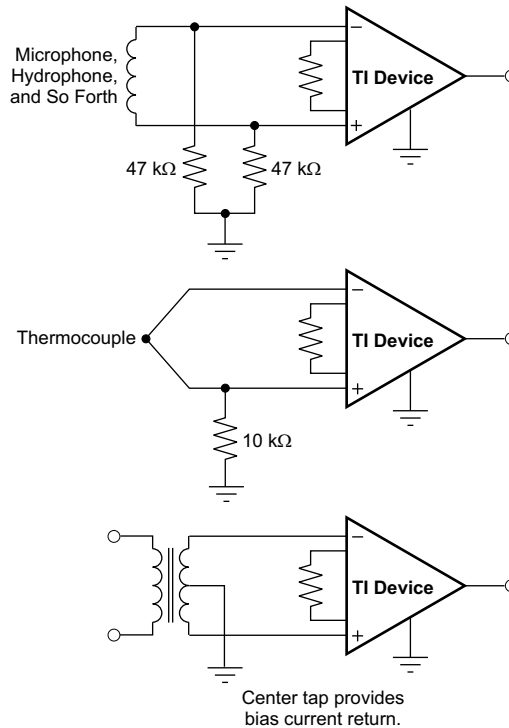 Microphone,
Hydrophone,
and So Forth
−
TI Device
+
47 kΩ
47 kΩ
Thermocouple
−
TI Device
+
10 kΩ
−
TI Device
+
Center tap provides
bias current return.